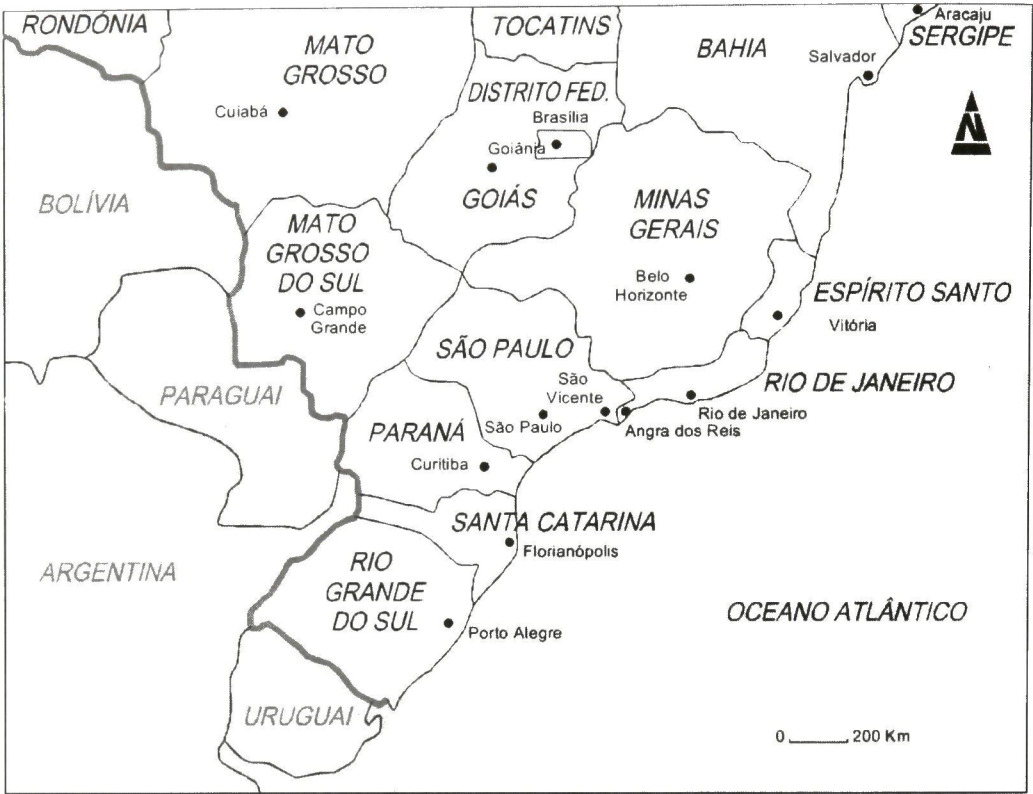 RONDÓNIA
MATO
GROSSO
TOCATINS
BAHIA
Aracaju
SERGIPE
Salvador
Cuiabá
DISTRITO FED.
Brasília
Goiânia
N
GOIÁS
BOLÍVIA
MATO
GROSSO
DO SUL
MINAS
GERAIS
Belo
Horizonte
Campo
Grande
ESPÍRITO SANTO
Vitória
SÃO PAULO
São
Vicente
PARAGUAI
RIO DE JANEIRO
Rio de Janeiro
São Paulo
Angra dos Reis
PARANÁ
Curitiba
SANTA CATARINA
Florianópolis
ARGENTINA
RIO
GRANDE
DO SUL
Porto Alegre
OCEANO ATLÂNTICO
URUGUAI
0 200 Km